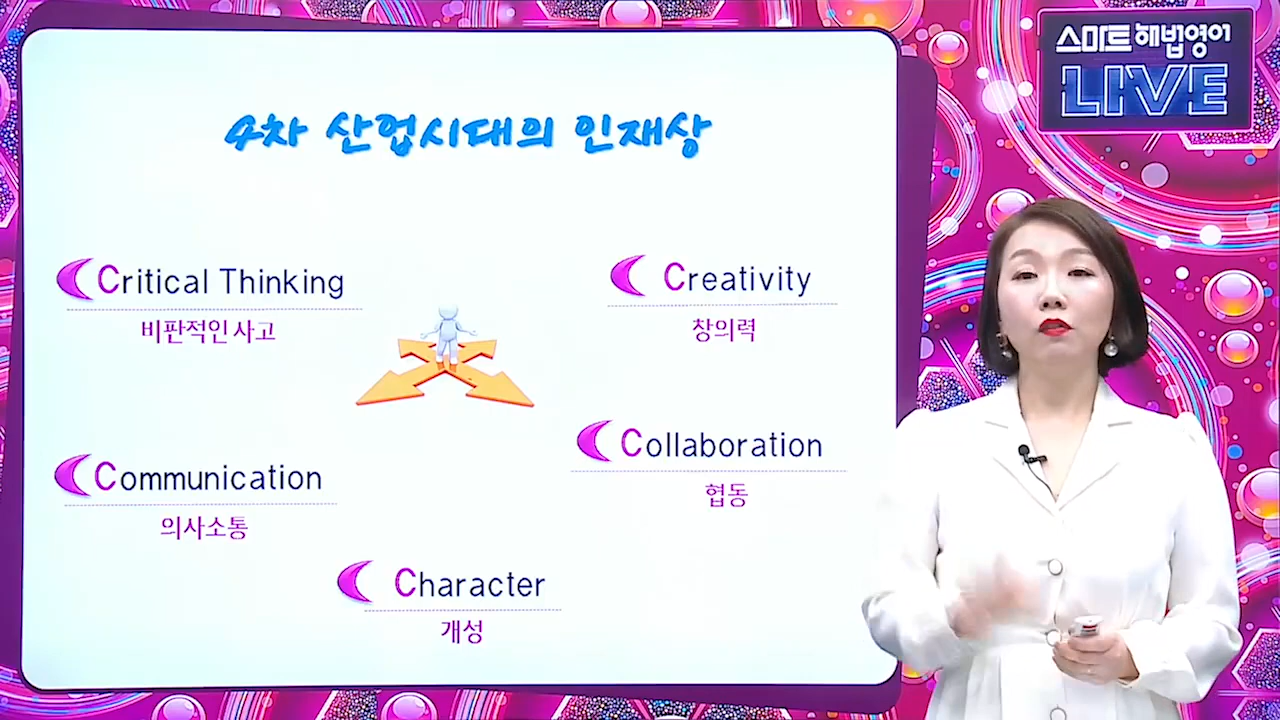 스마트 해법영어
LIVE
4차 산업시대의 인재상
Critical Thinking
비판적인 사고
Creativity
창의력
Communication
의사소통
Collaboration
협동
Character
개성